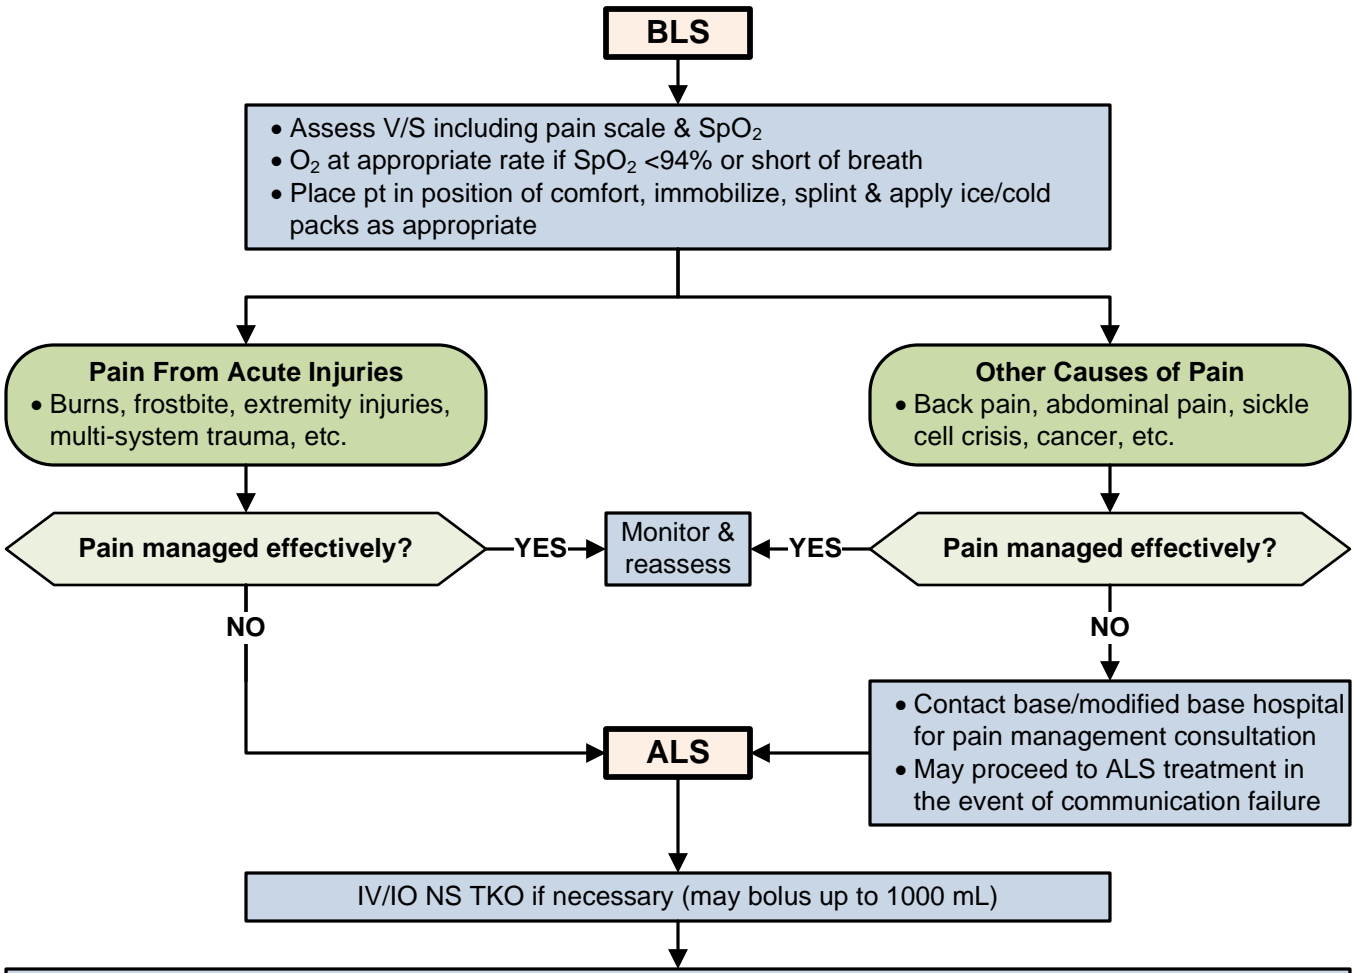 BLS
• Assess V/S including pain scale & SpO₂
• O₂ at appropriate rate if SpO₂ <94% or short of breath
• Place pt in position of comfort, immobilize, splint & apply ice/cold
packs as appropriate
Pain From Acute Injuries
• Burns, frostbite, extremity injuries,
multi-system trauma, etc.
Other Causes of Pain
• Back pain, abdominal pain, sickle
cell crisis, cancer, etc.
Pain managed effectively?
YES
Monitor &
reassess
YES
Pain managed effectively?
NO
NO
• Contact base/modified base hospital
for pain management consultation
• May proceed to ALS treatment in
the event of communication failure
ALS
IV/IO NS TKO if necessary (may bolus up to 1000 mL)